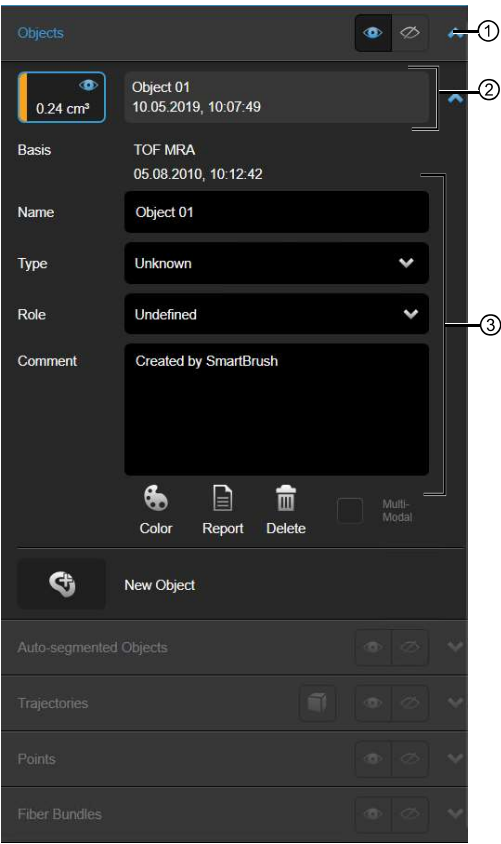 Objects
①
0.24 cm³
Object 01
10.05.2019, 10:07:49
②
Basis
TOF MRA
05.08.2010, 10:12:42
Name
Object 01
Type
Unknown
Role
Undefined
③
Comment
Created by SmartBrush
Color
Report
Delete
Multi-
Modal
New Object
Auto-segmented Objects
Trajectories
Points
Fiber Bundles